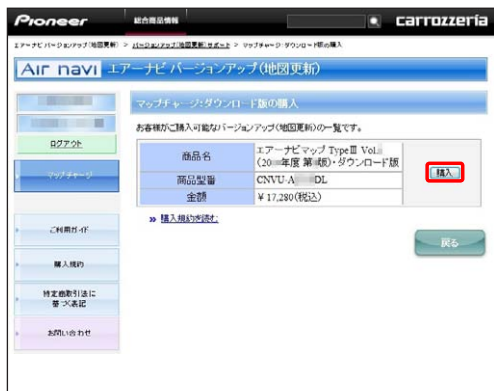 Pioneer
総合商品情報
carrozzeria
エアーナビバージョンアップ(地図更新) > バージョンアップ(地図更新)サポート > マップチャージ:ダウンロード版の購入
Air navi エアーナビ バージョンアップ(地図更新)
マップチャージ:ダウンロード版の購入
お客様がご購入可能なバージョンアップ(地図更新)の一覧です。
ログアウト
マップチャージ
商品名 エアーナビマップ TypeⅢ Vol.
(20 年度 第 版)・ダウンロード版
商品型番 CNVU-A DL
金額 ¥ 17,280(税込)
購入
» 購入規約を読む
戻る
ご利用ガイド
購入規約
特定商取引法に
基づく表記
お問い合わせ